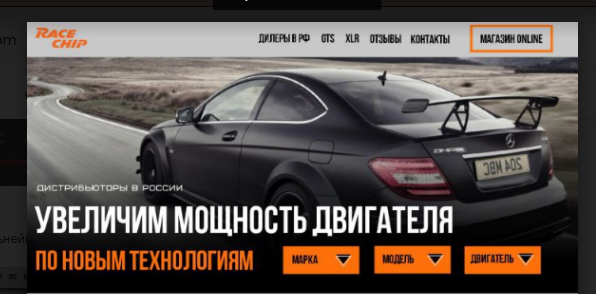 RACE
CHIP
ДИЛЕРЫ В РФ GTS XLR ОТЗЫВЫ КОНТАКТЫ
МАГАЗИН ONLINE
ДИСТРИБЬЮТОРЫ В РОССИИ
УВЕЛИЧИМ МОЩНОСТЬ ДВИГАТЕЛЯ
ПО НОВЫМ ТЕХНОЛОГИЯМ
МАРКА МОДЕЛЬ ДВИГАТЕЛЬ